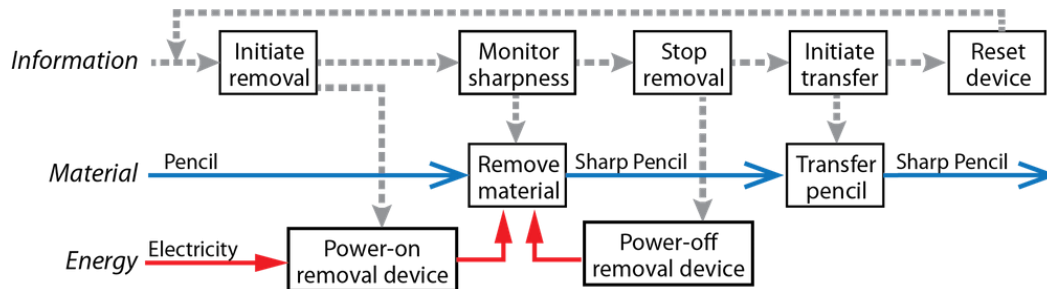 Information
Initiate
removal
Monitor
sharpness
Stop
removal
Initiate
transfer
Reset
device
Material
Pencil
Remove
material
Sharp Pencil
Transfer
pencil
Sharp Pencil
Energy
Electricity
Power-on
removal device
Power-off
removal device